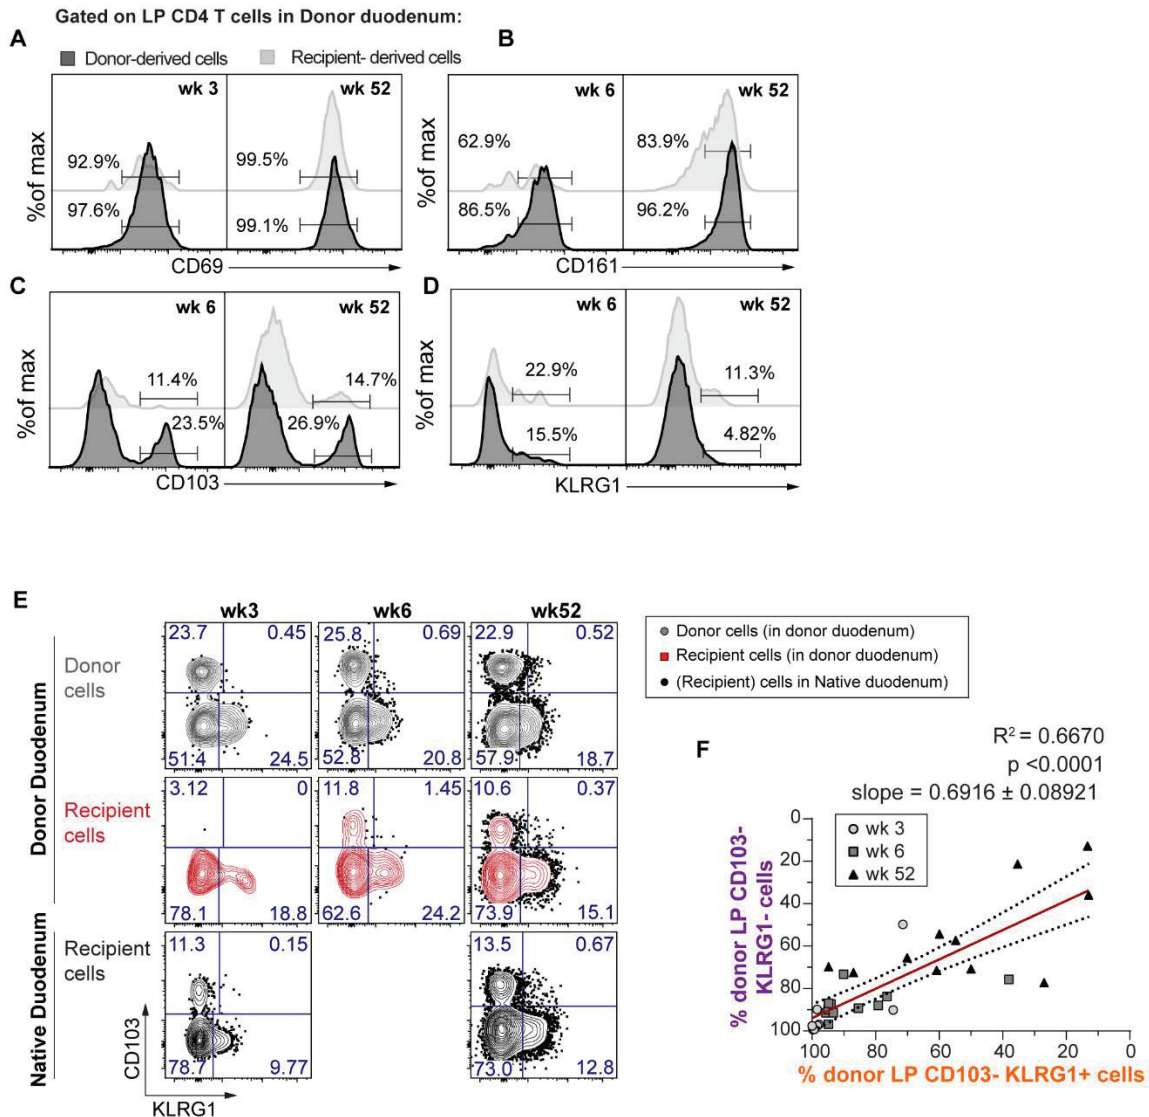 Gated on LP CD4 T cells in Donor duodenum:
A
B
Donor-derived cells
Recipient- derived cells
wk 3
wk 52
92.9%
97.6%
99.5%
99.1%
%of max
CD69
wk 6
wk 52
62.9%
86.5%
83.9%
96.2%
%of max
CD161
C
D
wk 6
wk 52
11.4%
23.5%
14.7%
26.9%
%of max
CD103
wk 6
wk 52
22.9%
15.5%
11.3%
4.82%
%of max
KLRG1
E
wk3
wk6
wk52
Donor Duodenum
Donor
cells
23.7
0.45
51.4
24.5
25.8
0.69
52.8
20.8
22.9
0.52
57.9
18.7
Recipient
cells
3.12
0
78.1
18.8
11.8
1.45
62.6
24.2
10.6
0.37
73.9
15.1
Native Duodenum
Recipient
cells
11.3
0.15
78.7
9.77
13.5
0.67
73.0
12.8
CD103
KLRG1
Donor cells (in donor duodenum)
Recipient cells (in donor duodenum)
(Recipient) cells in Native duodenum)
F
R² = 0.6670
p <0.0001
slope = 0.6916 ± 0.08921
wk 3
wk 6
wk 52
% donor LP CD103-
KLRG1- cells
0
20
40
60
80
100
100
80
60
40
20
0
% donor LP CD103- KLRG1+ cells